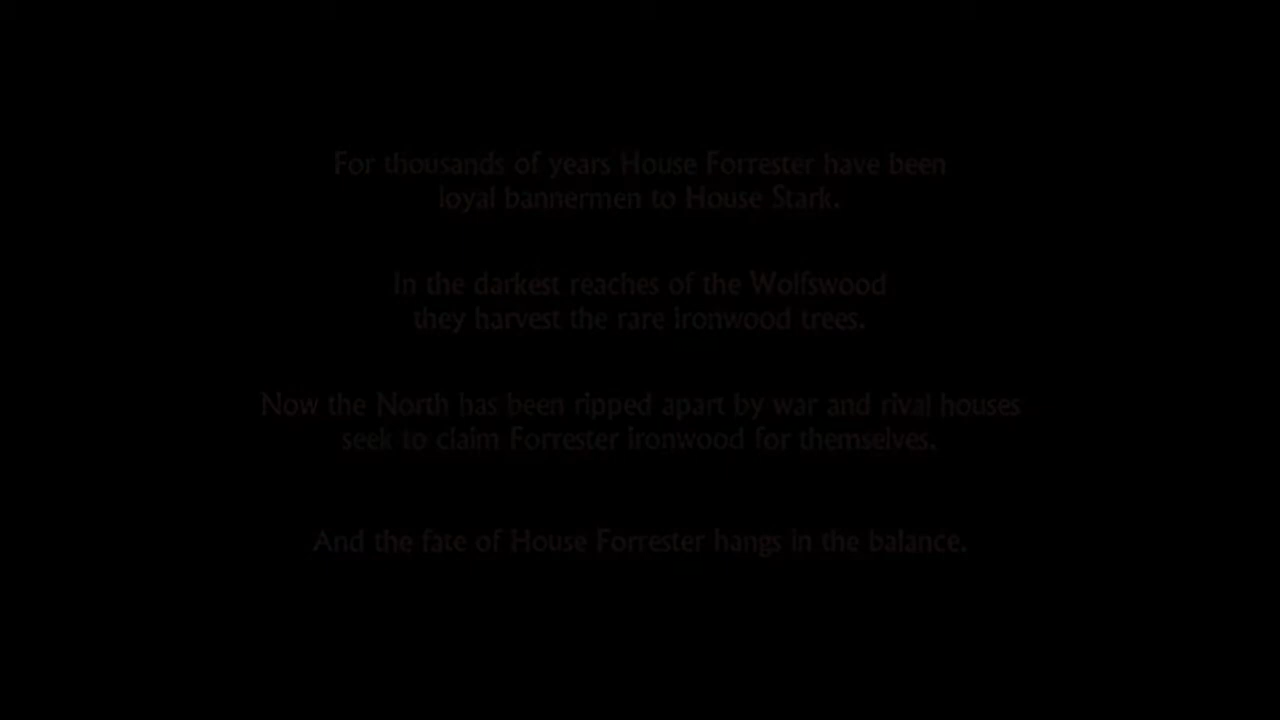 For thousands of years House Forrester have been
loyal bannermen to House Stark.
In the darkest reaches of the Wolfswood
they harvest the rare ironwood trees.
Now the North has been ripped apart by war and rival houses
seek to claim Forrester ironwood for themselves.
And the fate of House Forrester hangs in the balance.